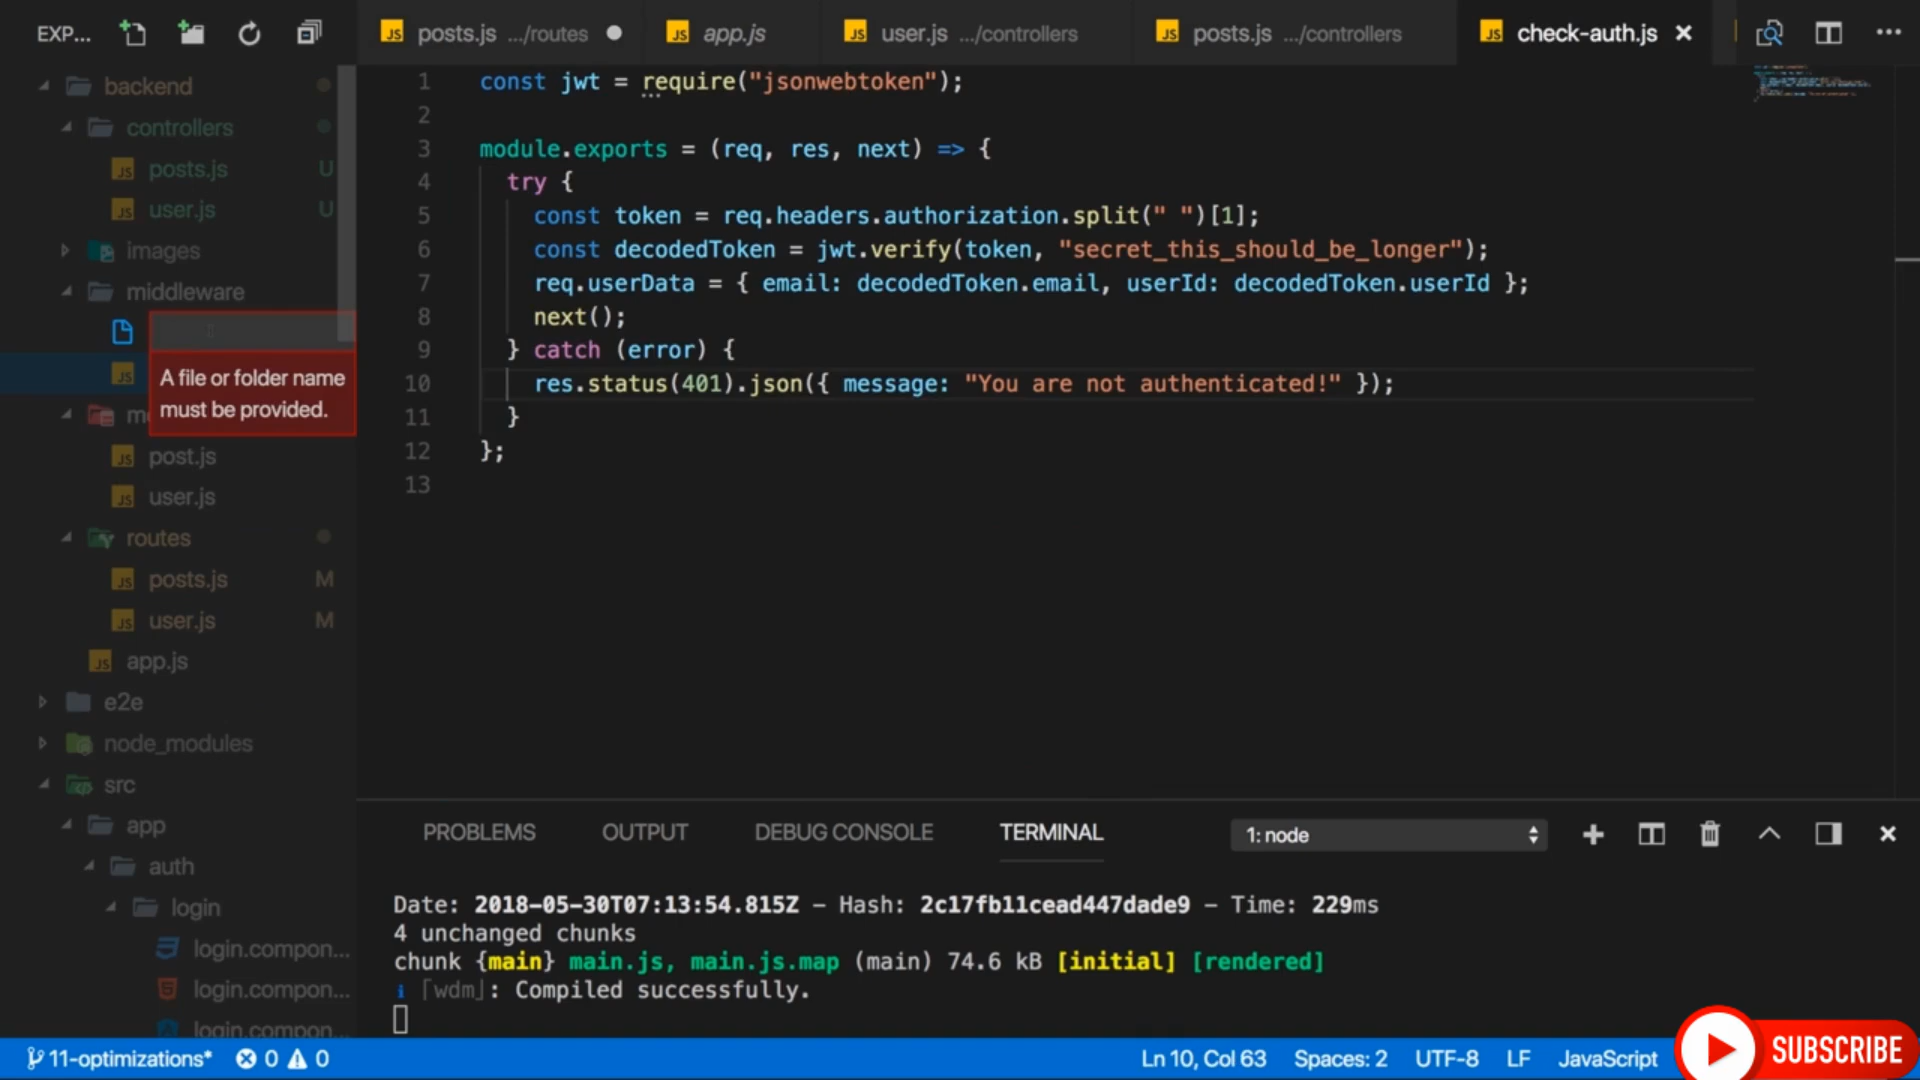 EXP...
posts.js .../routes
app.js
user.js .../controllers
posts.js .../controllers
check-auth.js
backend
controllers
posts.js U
user.js U
images
middleware
A file or folder name
must be provided.
post.js
user.js
routes
posts.js M
user.js M
app.js
e2e
node_modules
src
app
auth
login
login.compon...
login.compon...
login.compon...
1 const jwt = require("jsonwebtoken");
2
3 module.exports = (req, res, next) => {
4 try {
5 const token = req.headers.authorization.split(" ")[1];
6 const decodedToken = jwt.verify(token, "secret_this_should_be_longer");
7 req.userData = { email: decodedToken.email, userId: decodedToken.userId };
8 next();
9 } catch (error) {
10 res.status(401).json({ message: "You are not authenticated!" });
11 }
12 };
13
PROBLEMS OUTPUT DEBUG CONSOLE TERMINAL 1: node
Date: 2018-05-30T07:13:54.815Z - Hash: 2c17fb11cead447dade9 - Time: 229ms
4 unchanged chunks
chunk {main} main.js, main.js.map (main) 74.6 kB [initial] [rendered]
i ｢wdm｣: Compiled successfully.
11-optimizations* 0 0 Ln 10, Col 63 Spaces: 2 UTF-8 LF JavaScript
SUBSCRIBE